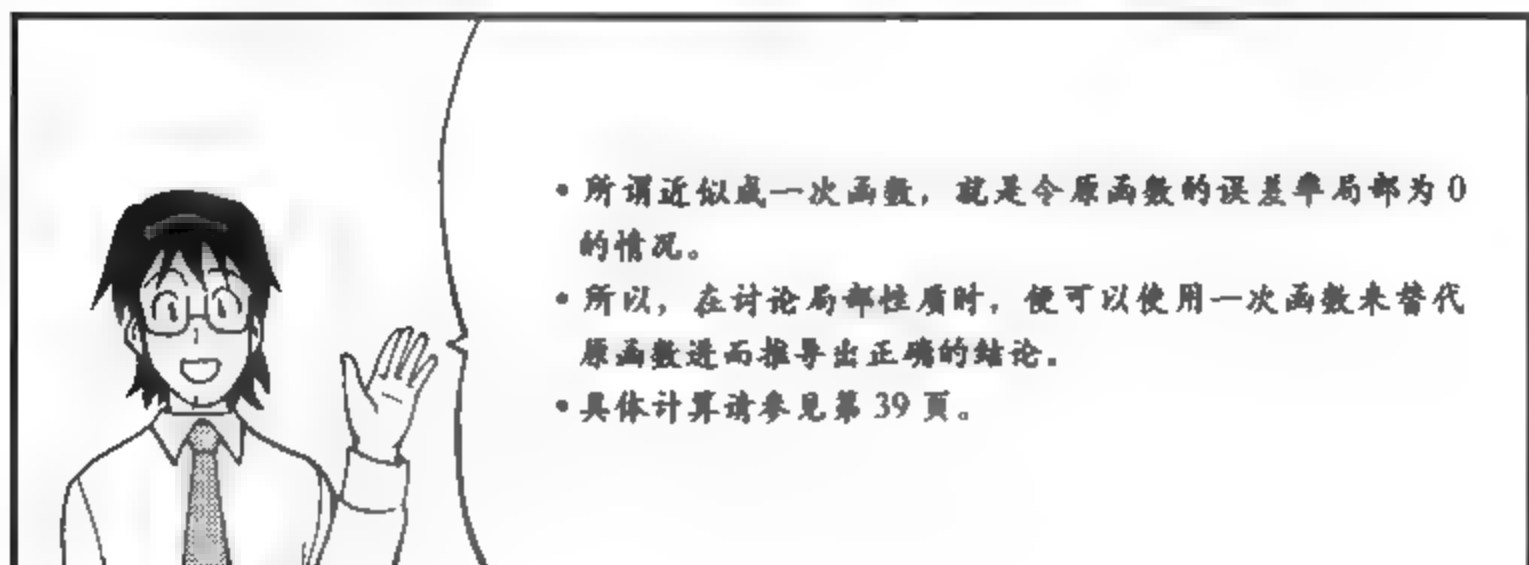 • 所谓近似成一次函数，就是令原函数的误差率局部为 0
的情况。
• 所以，在讨论局部性质时，便可以使用一次函数来替代
原函数进而推导出正确的结论。
• 具体计算请参见第 39 页。